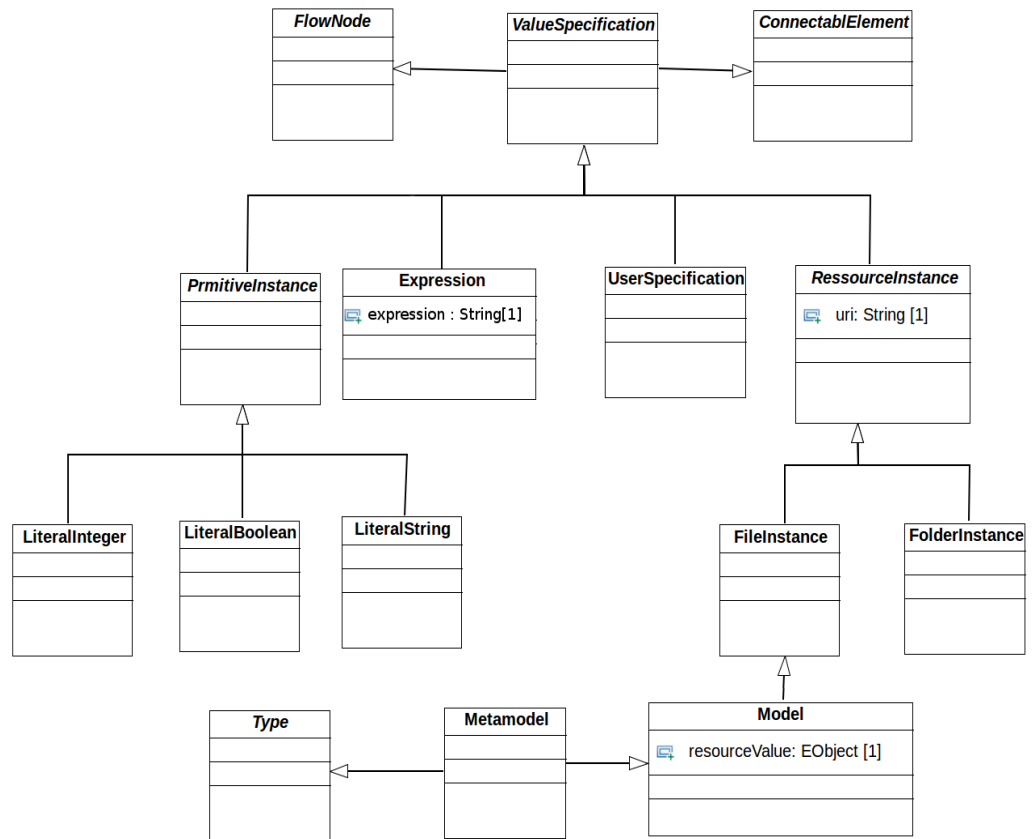 FlowNode
ValueSpecification
ConnectablElement
PrmitiveInstance
Expression
expression : String[1]
UserSpecification
RessourceInstance
uri: String [1]
LiteralInteger
LiteralBoolean
LiteralString
FileInstance
FolderInstance
Type
Metamodel
Model
resourceValue: EObject [1]